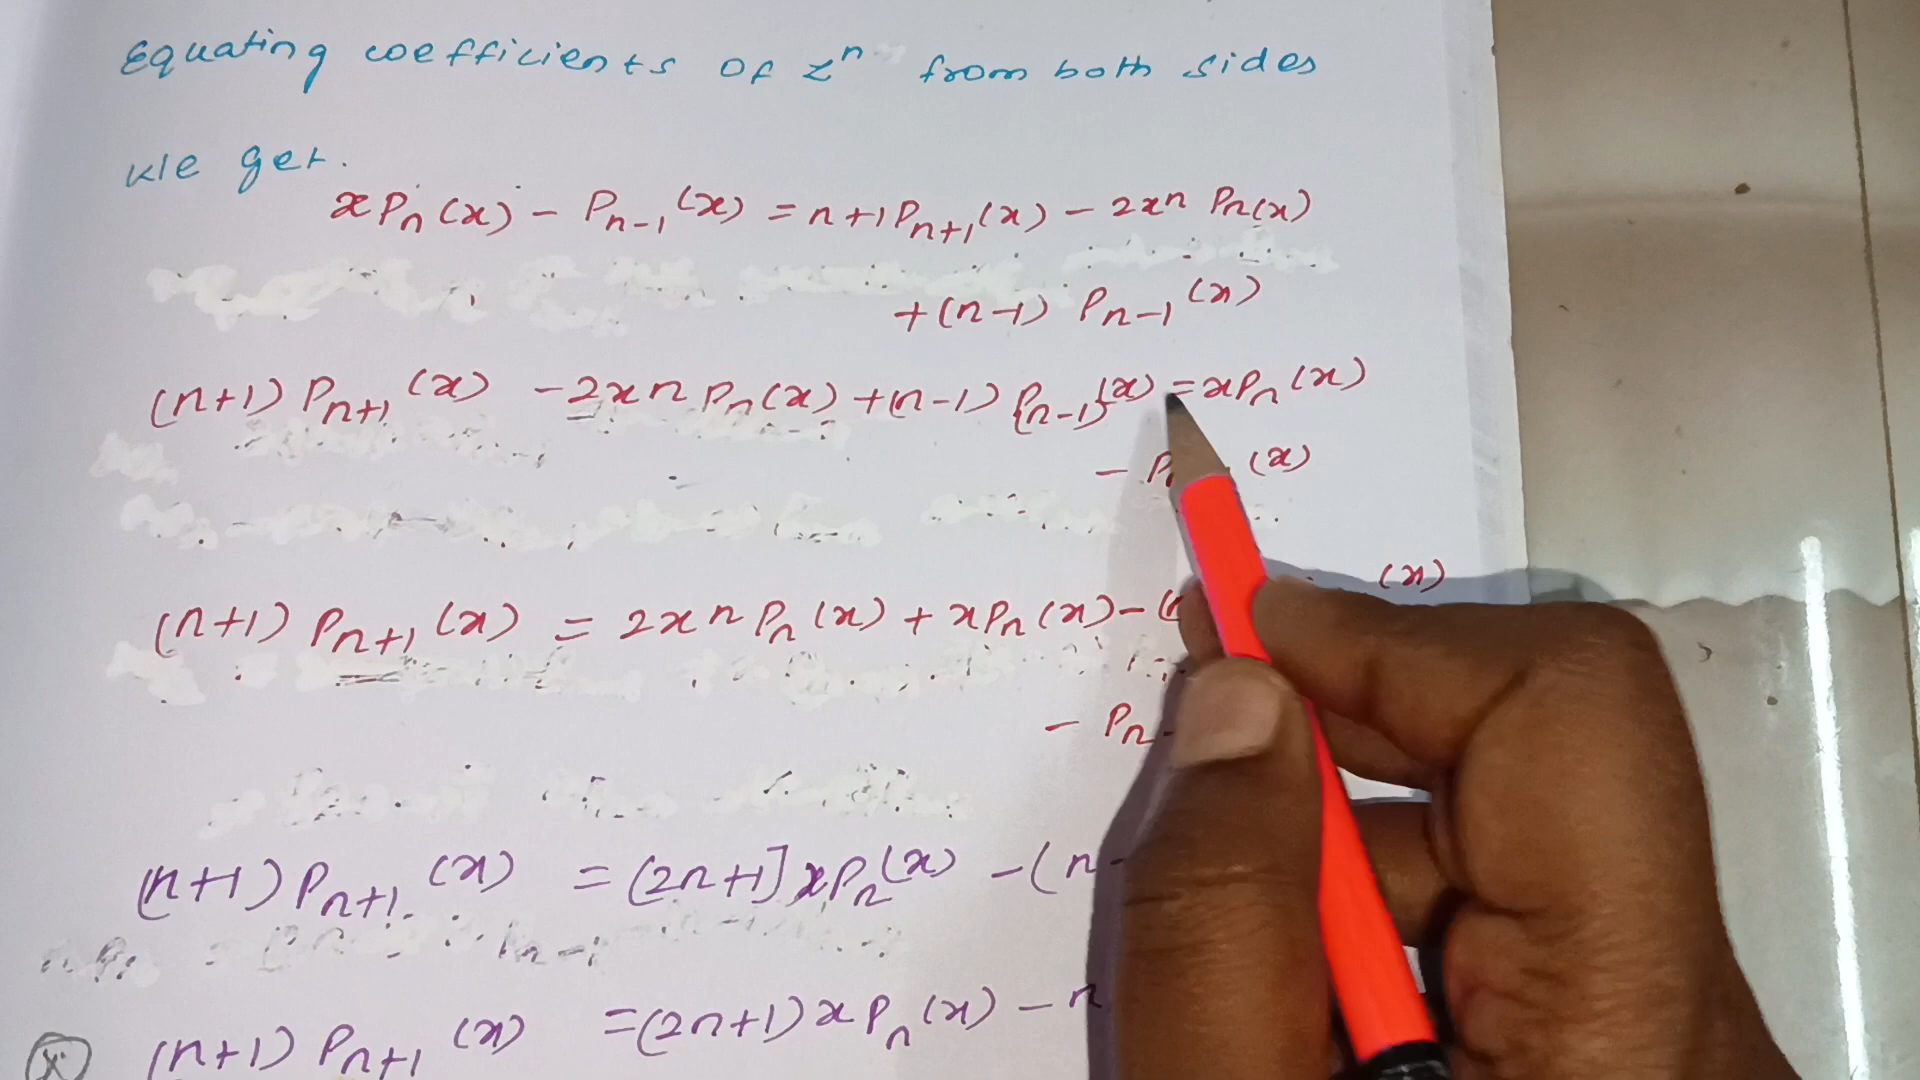 Equating coefficients of zⁿ from both sides
We get.
xPₙ(x) − Pₙ₋₁(x) = n+1Pₙ₊₁(x) − 2xn Pₙ(x)
+(n−1) Pₙ₋₁(x)
(n+1) Pₙ₊₁(x) − 2xn Pₙ(x) + (n−1) Pₙ₋₁(x) = xPₙ(x)
− P (x)
(n+1) Pₙ₊₁(x) = 2xn Pₙ(x) + xPₙ(x) − ( (x)
− Pₙ
(n+1) Pₙ₊₁(x) = (2n+1] xPₙ(x) − (n
(n+1) Pₙ₊₁(x) = (2n+1) x Pₙ(x) − n